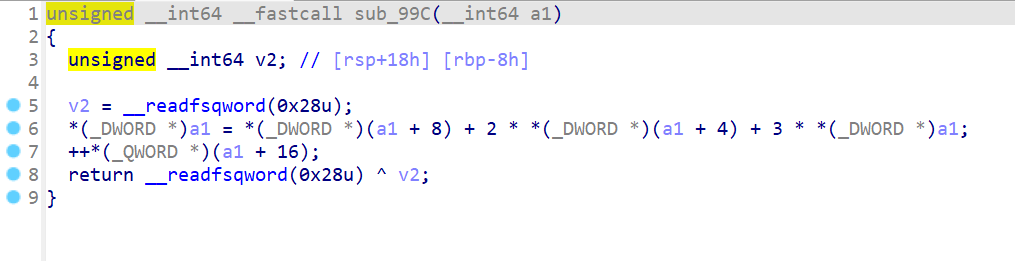 1 unsigned __int64 __fastcall sub_99C(__int64 a1)
2 {
3 unsigned __int64 v2; // [rsp+18h] [rbp-8h]
4
5 v2 = __readfsqword(0x28u);
6 *(_DWORD *)a1 = *(_DWORD *)(a1 + 8) + 2 * *(_DWORD *)(a1 + 4) + 3 * *(_DWORD *)a1;
7 ++*(_QWORD *)(a1 + 16);
8 return __readfsqword(0x28u) ^ v2;
9 }